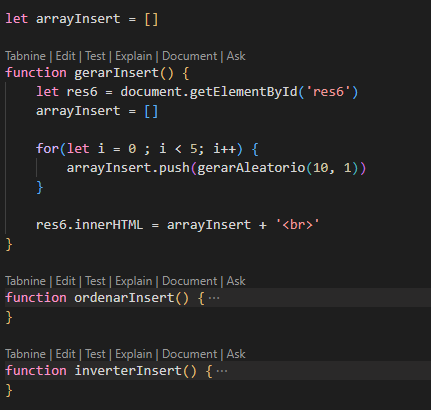 let arrayInsert = []
Tabnine | Edit | Test | Explain | Document | Ask
function gerarInsert() {
    let res6 = document.getElementById('res6')
    arrayInsert = []
    for(let i = 0 ; i < 5; i++) {
        arrayInsert.push(gerarAleatorio(10, 1))
    }
    res6.innerHTML = arrayInsert + '<br>'
}
Tabnine | Edit | Test | Explain | Document | Ask
function ordenarInsert() { ···
}
Tabnine | Edit | Test | Explain | Document | Ask
function inverterInsert() { ···
}